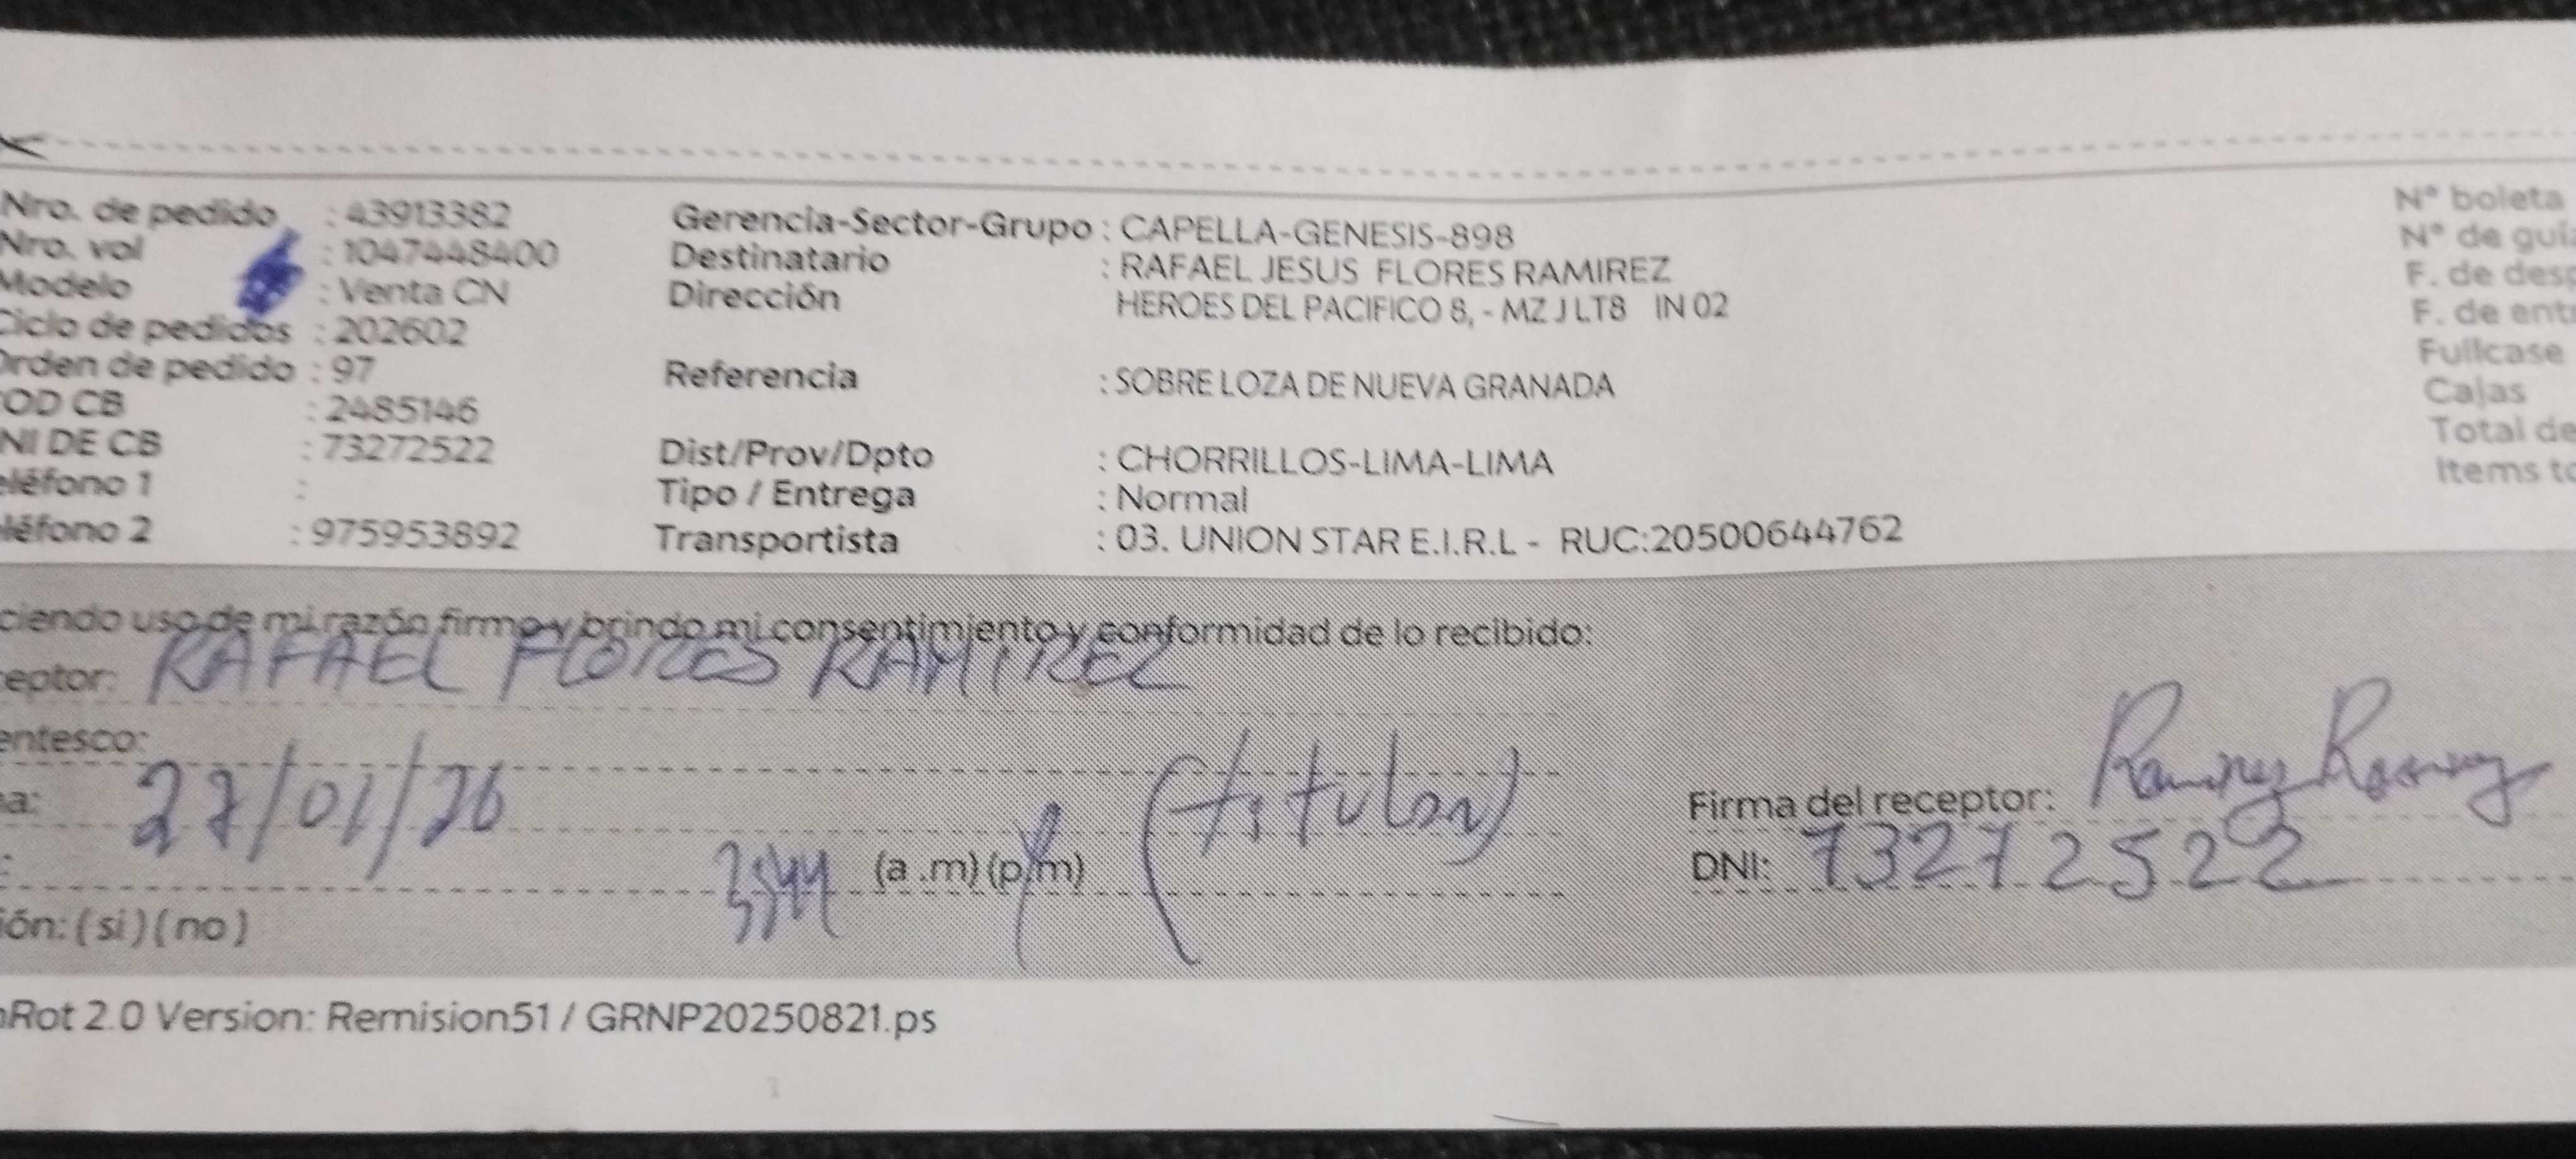 Nro. de pedido : 43913382
Nro. vol : 1047448400
Modelo : Venta CN
Ciclo de pedidos : 202602
Orden de pedido : 97
OD CB : 2485146
NI DE CB : 73272522
eléfono 1 :
léfono 2 : 975953892
Gerencia-Sector-Grupo : CAPELLA-GENESIS-898
Destinatario : RAFAEL JESUS FLORES RAMIREZ
Dirección HEROES DEL PACIFICO 8, - MZ J LT8 IN 02
Referencia : SOBRE LOZA DE NUEVA GRANADA
Dist/Prov/Dpto : CHORRILLOS-LIMA-LIMA
Tipo / Entrega : Normal
Transportista : 03. UNION STAR E.I.R.L - RUC:20500644762
N° boleta
N° de guía
F. de desp
F. de entr
Fullcase
Cajas
Total de
Items to
ciendo uso de mi razón firmo y brindo mi consentimiento y conformidad de lo recibido:
ceptor: RAFAEL FLORES RAMIREZ
entesco:
a: 27/01/26
(titular)
: (a .m) (p.m)
Firma del receptor:
DNI: 73272522
ión: ( si ) ( no )
Rot 2.0 Version: Remision51 / GRNP20250821.ps